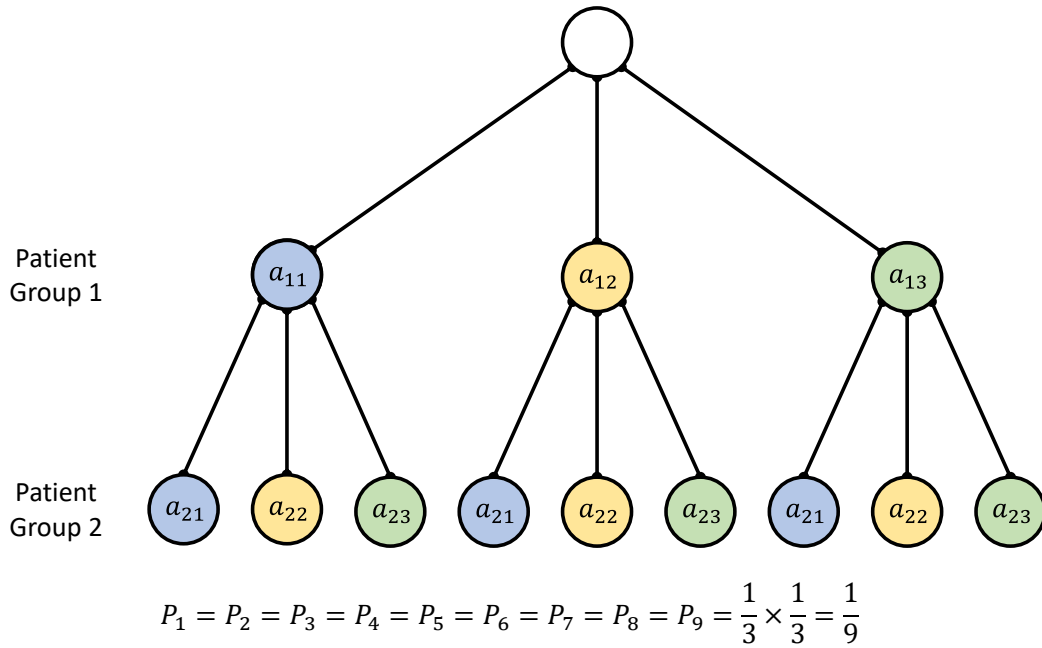 Patient
Group 1
a₁₁ a₁₂ a₁₃
Patient
Group 2
a₂₁ a₂₂ a₂₃ a₂₁ a₂₂ a₂₃ a₂₁ a₂₂ a₂₃
P₁ = P₂ = P₃ = P₄ = P₅ = P₆ = P₇ = P₈ = P₉ = 1/3 × 1/3 = 1/9